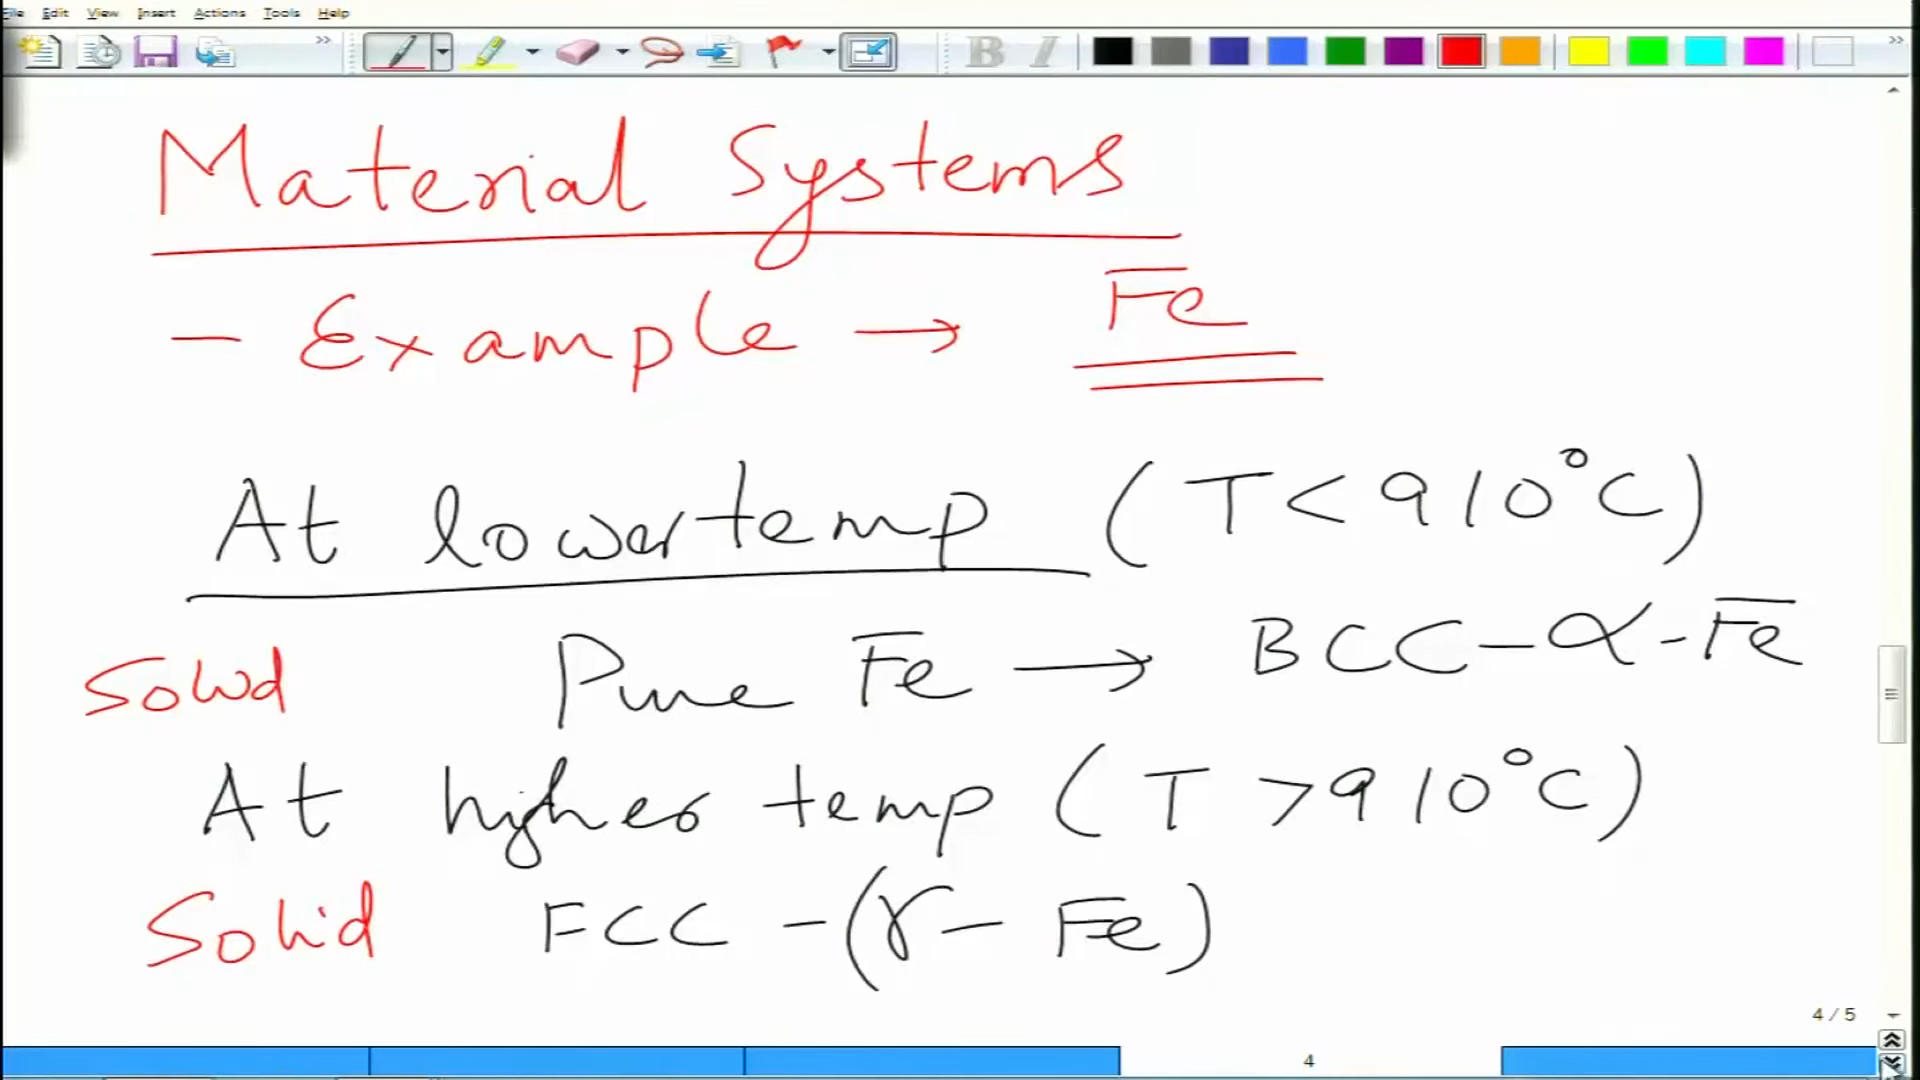 File Edit View Insert Actions Tools Help
B I
Material Systems
- Example → Fe
At lower temp (T < 910°C)
Solid Pure Fe → BCC - α - Fe
At higher temp (T > 910°C)
Solid FCC - (γ - Fe)
4 / 5
4